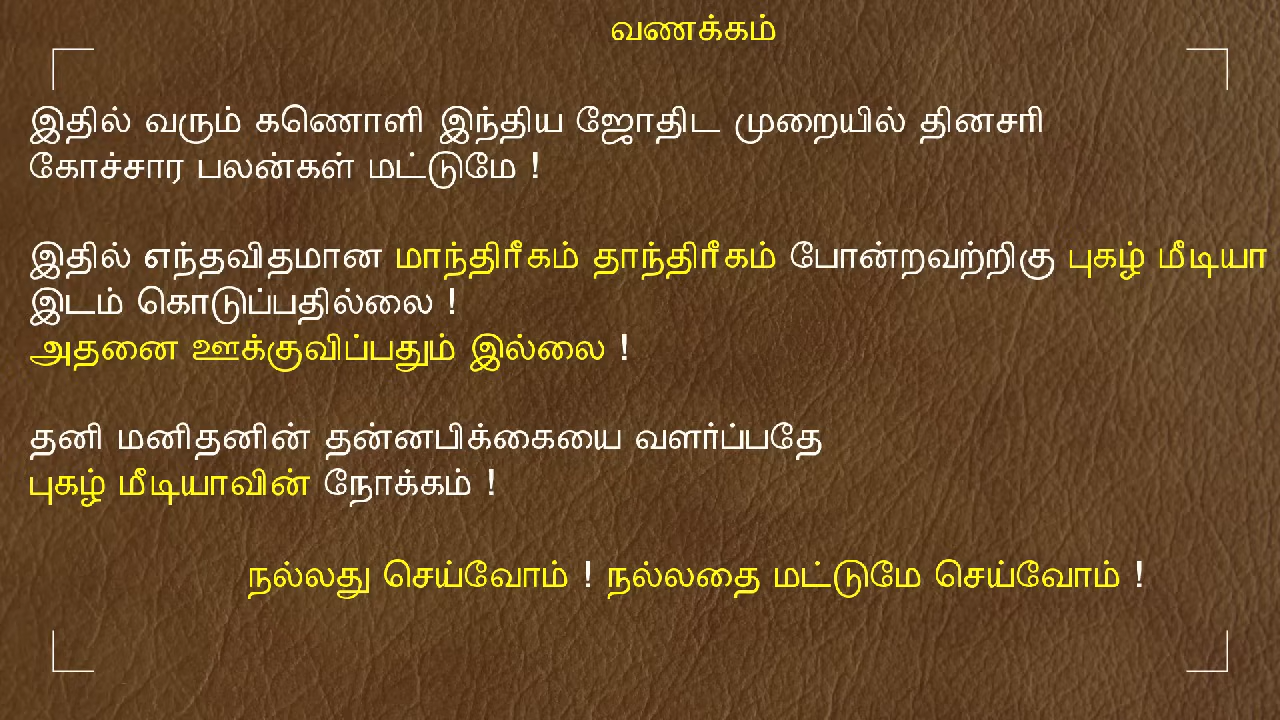 வணக்கம்
இதில் வரும் கணொளி இந்திய ஜோதிட முறையில் தினசரி
கோச்சார பலன்கள் மட்டுமே !
இதில் எந்தவிதமான மாந்திரீகம் தாந்திரீகம் போன்றவற்றிகு புகழ் மீடியா
இடம் கொடுப்பதில்லை !
அதனை ஊக்குவிப்பதும் இல்லை !
தனி மனிதனின் தன்னபிக்கையை வளர்ப்பதே
புகழ் மீடியாவின் நோக்கம் !
நல்லது செய்வோம் ! நல்லதை மட்டுமே செய்வோம் !